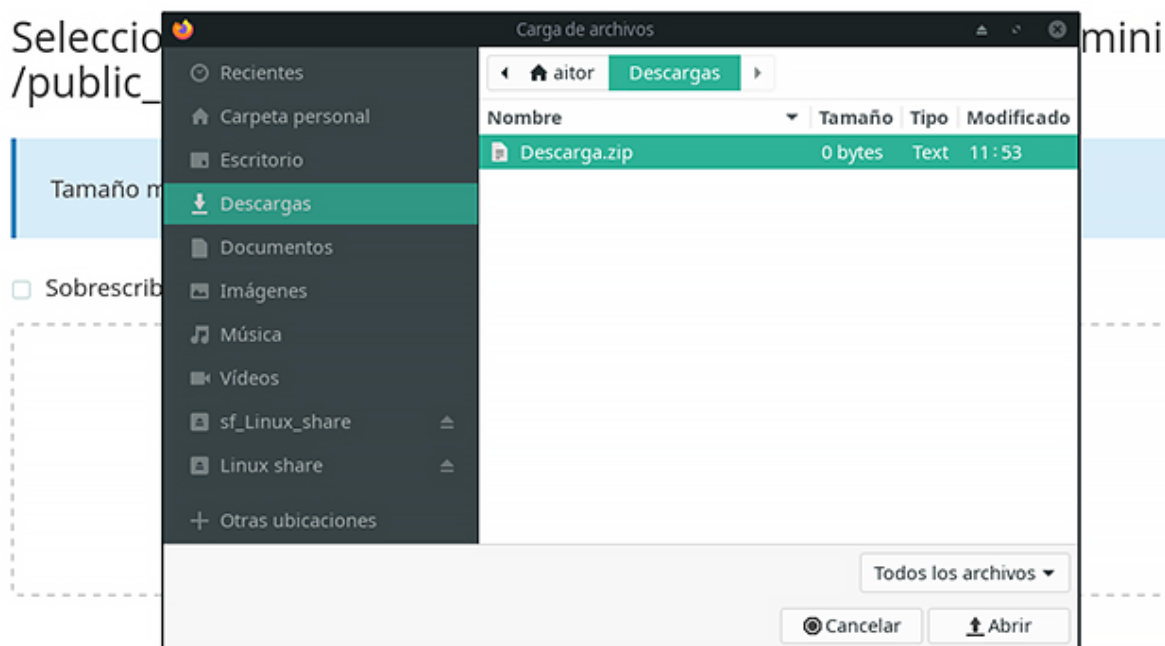 Carga de archivos
Seleccio
mini
/public_
Tamaño m
Sobrescrib
Recientes
Carpeta personal
Escritorio
Descargas
Documentos
Imágenes
Música
Vídeos
sf_Linux_share
Linux share
Otras ubicaciones
aitor Descargas
Nombre Tamaño Tipo Modificado
Descarga.zip 0 bytes Text 11:53
Todos los archivos
Cancelar Abrir